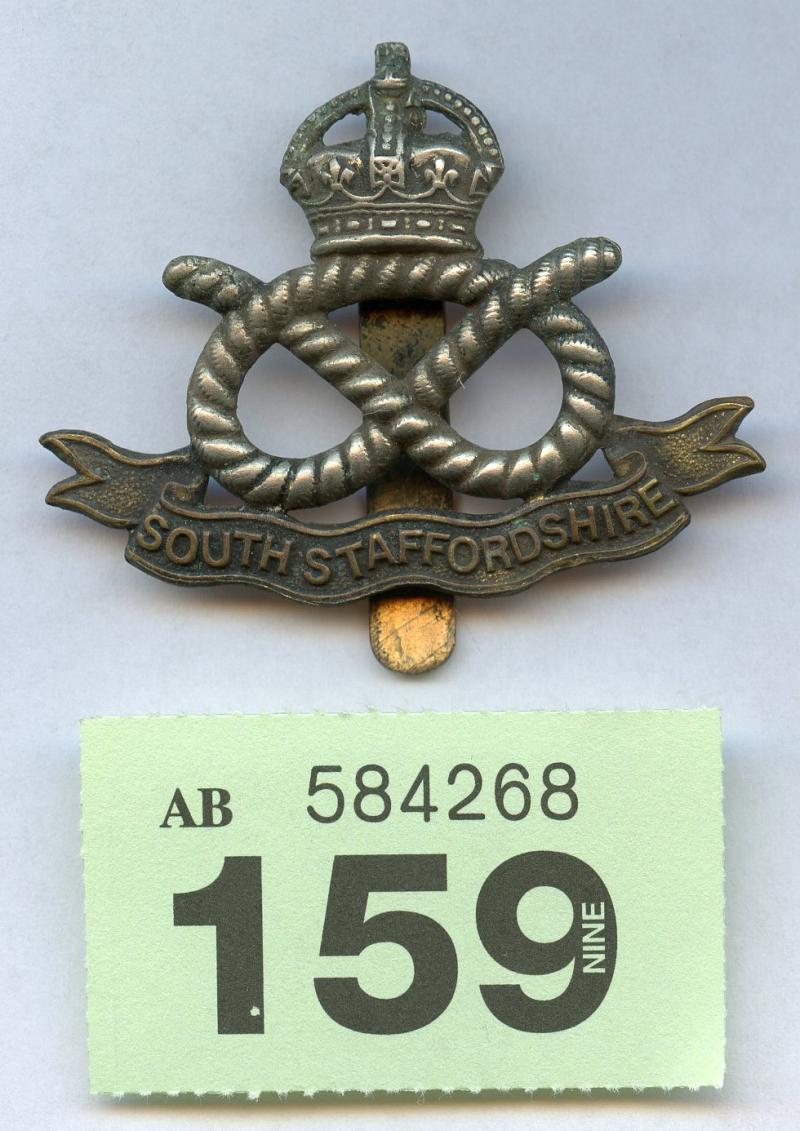 SOUTH STAFFORDSHIRE
AB 584268
159
NINE